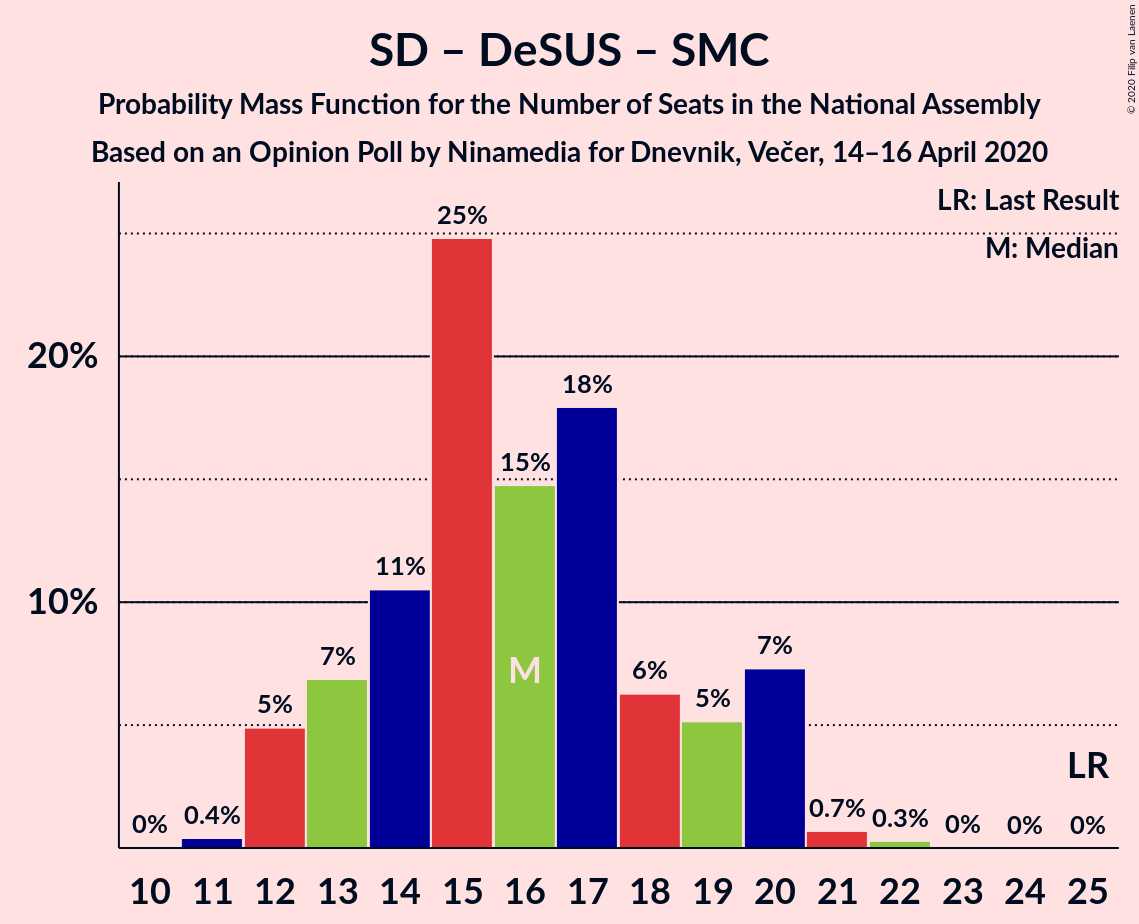 SD – DeSUS – SMC
Probability Mass Function for the Number of Seats in the National Assembly
Based on an Opinion Poll by Ninamedia for Dnevnik, Večer, 14–16 April 2020
© 2020 Filip van Laenen
LR: Last Result
M: Median
20%
10%
0%
0.4%
5%
7%
11%
25%
15%
18%
6%
5%
7%
0.7%
0.3%
0%
0%
0%
M
LR
10 11 12 13 14 15 16 17 18 19 20 21 22 23 24 25